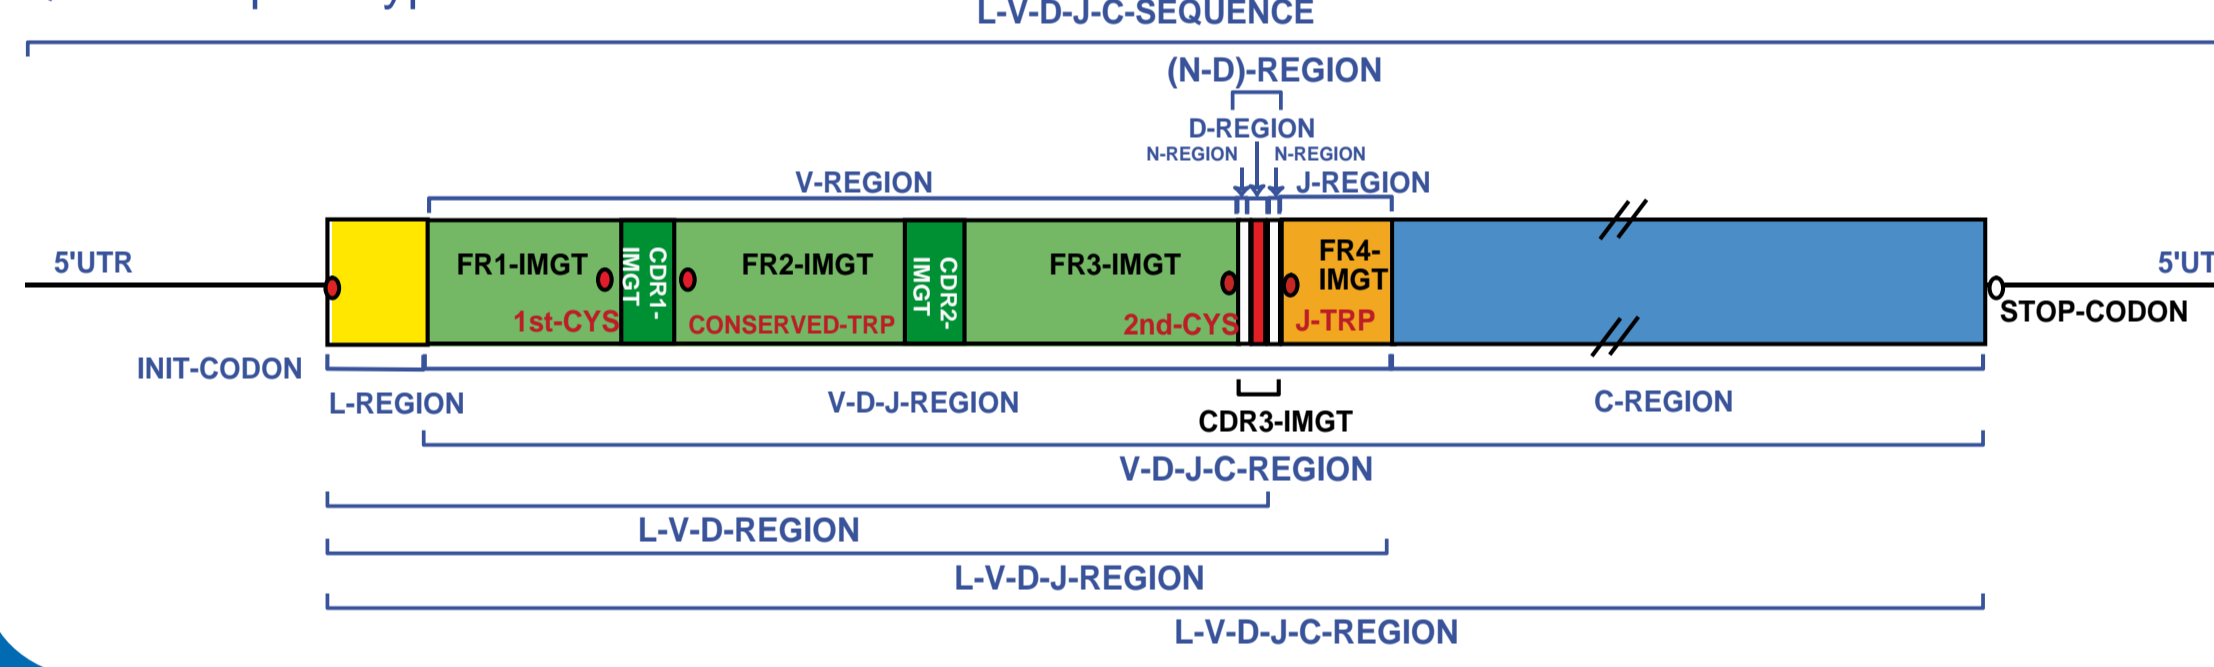 L-V-D-J-C-SEQUENCE
(N-D)-REGION
D-REGION
N-REGION
N-REGION
V-REGION
J-REGION
5'UTR
FR1-IMGT
CDR1-
IMGT
FR2-IMGT
CDR2-
IMGT
FR3-IMGT
FR4-
IMGT
5'UT
1st-CYS
CONSERVED-TRP
2nd-CYS
J-TRP
STOP-CODON
INIT-CODON
L-REGION
V-D-J-REGION
CDR3-IMGT
C-REGION
V-D-J-C-REGION
L-V-D-REGION
L-V-D-J-REGION
L-V-D-J-C-REGION